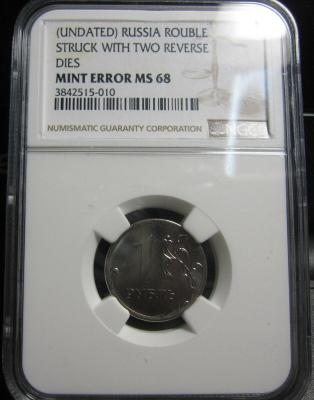 (UNDATED) RUSSIA ROUBLE
STRUCK WITH TWO REVERSE
DIES
MINT ERROR MS 68
3842515-010
NUMISMATIC GUARANTY CORPORATION
NGC
1
РУБЛЬ